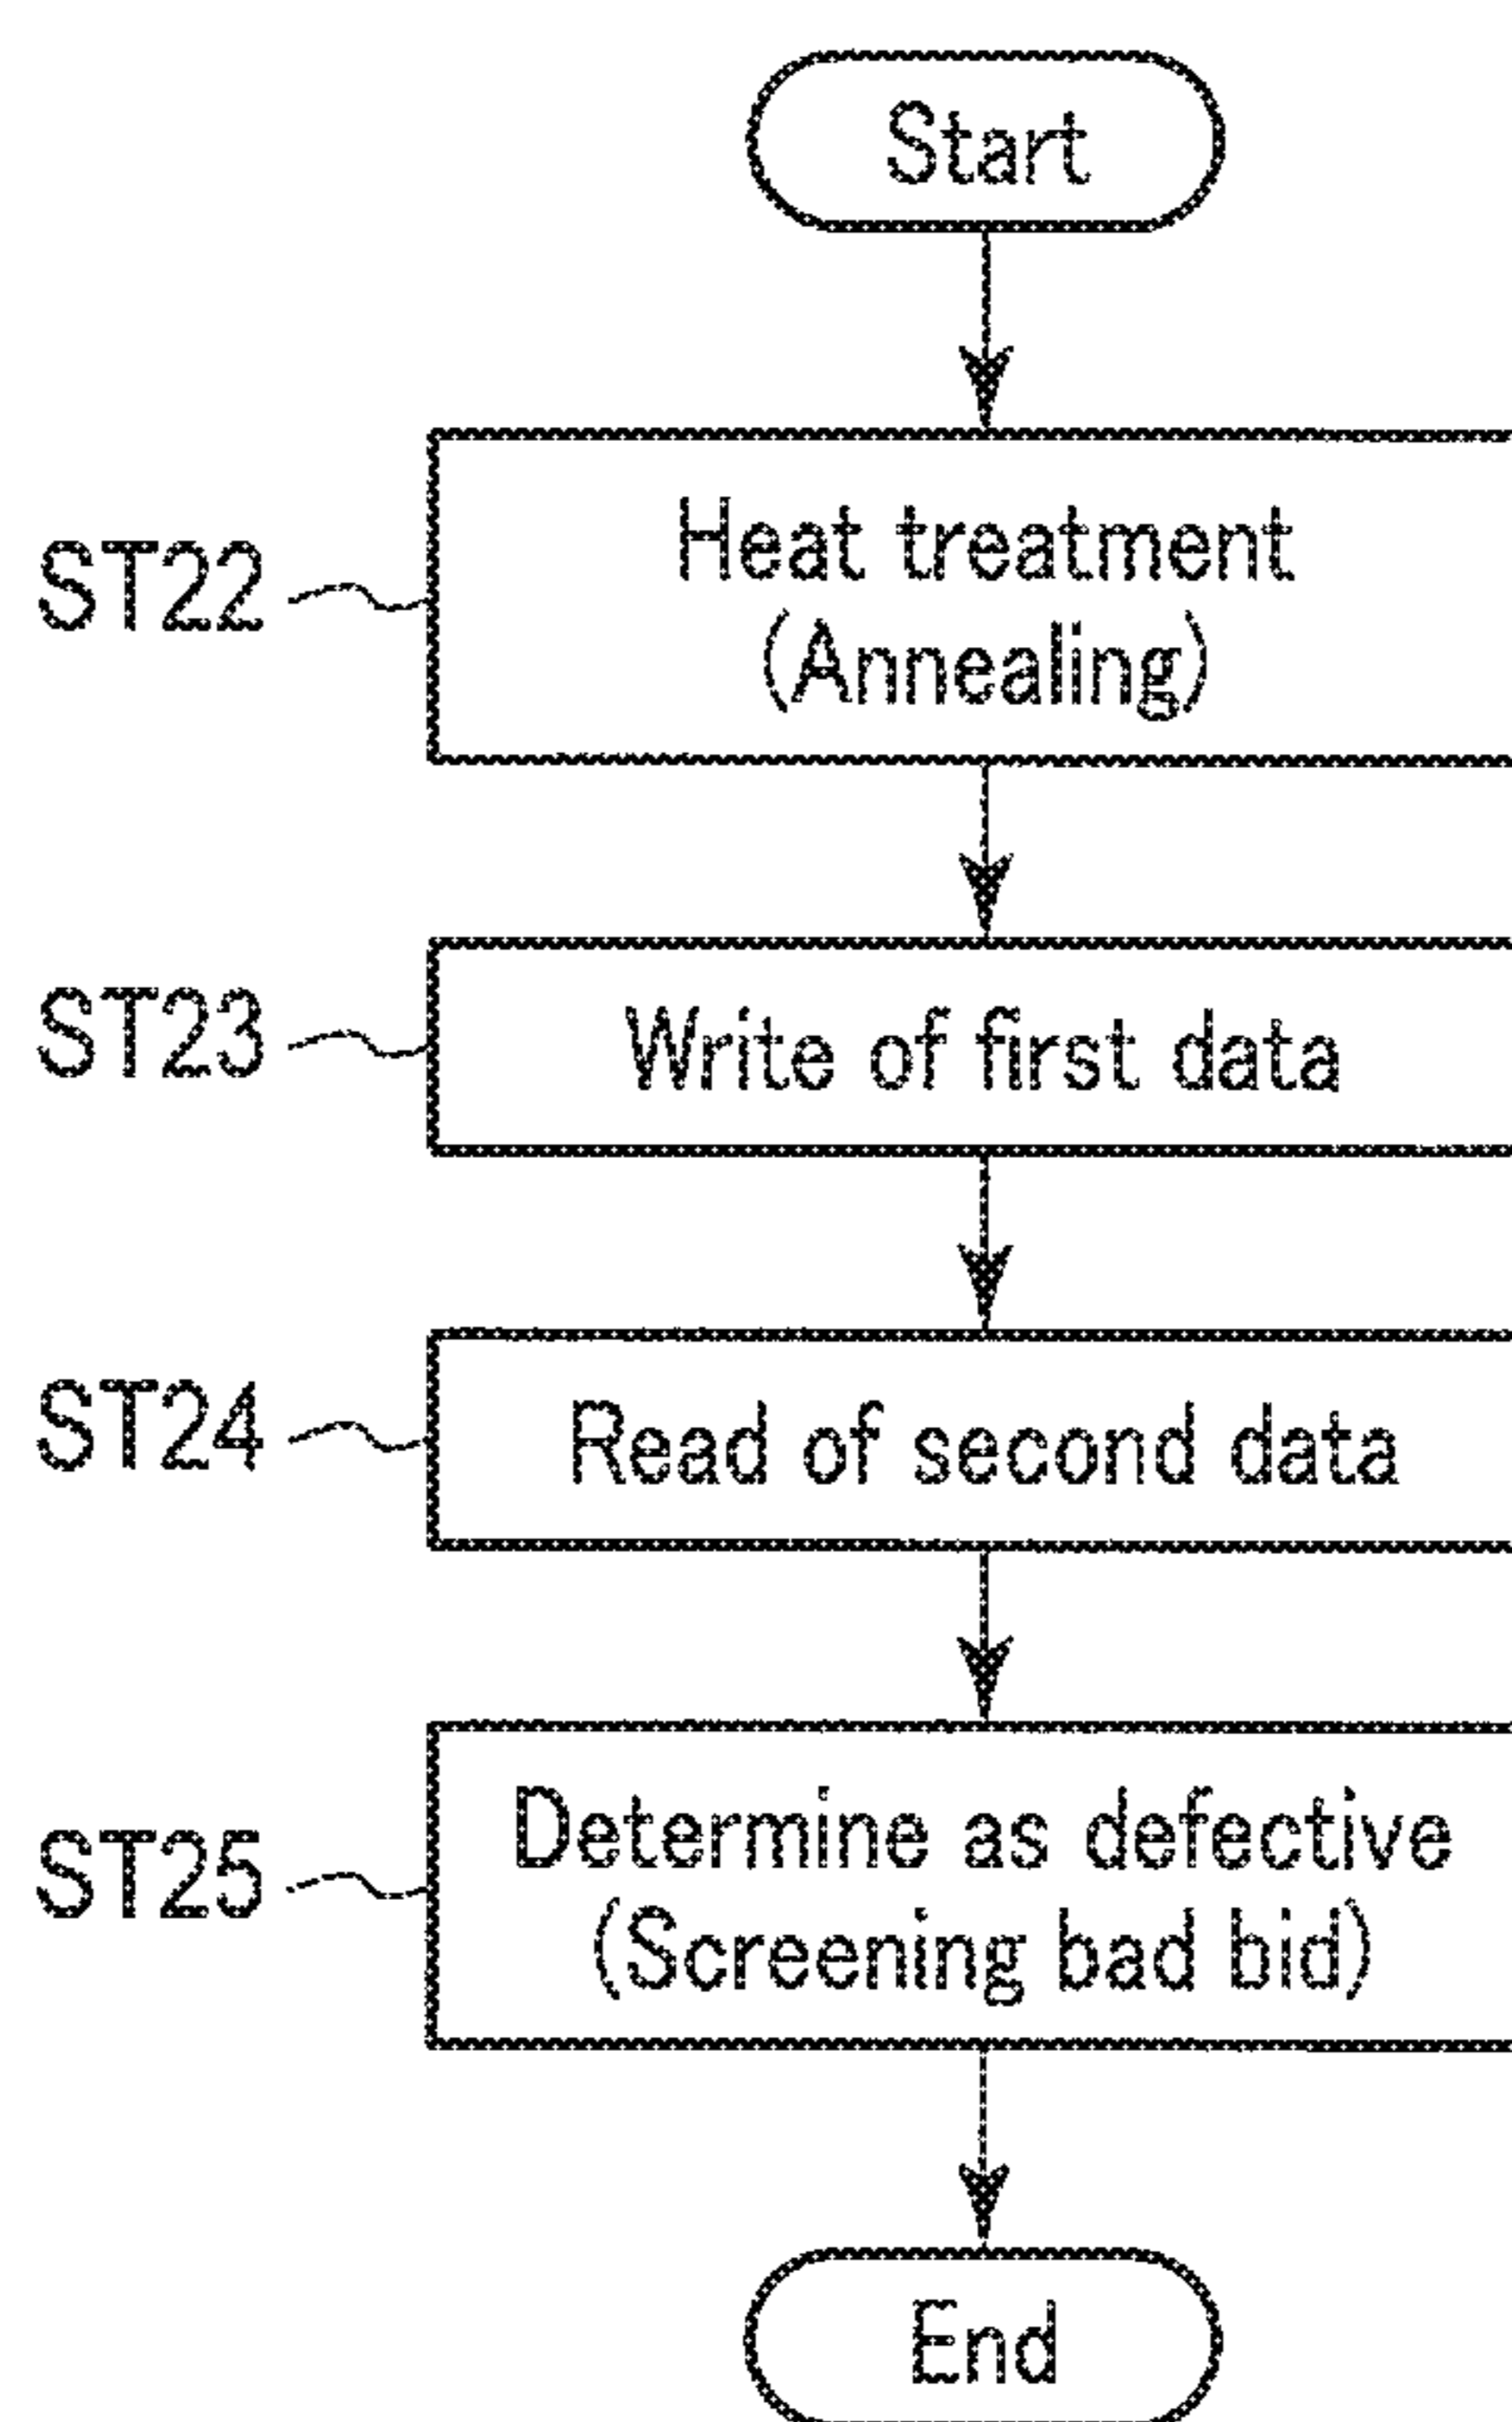 Start
ST22
Heat treatment
(Annealing)
ST23
Write of first data
ST24
Read of second data
ST25
Determine as defective
(Screening bad bid)
End